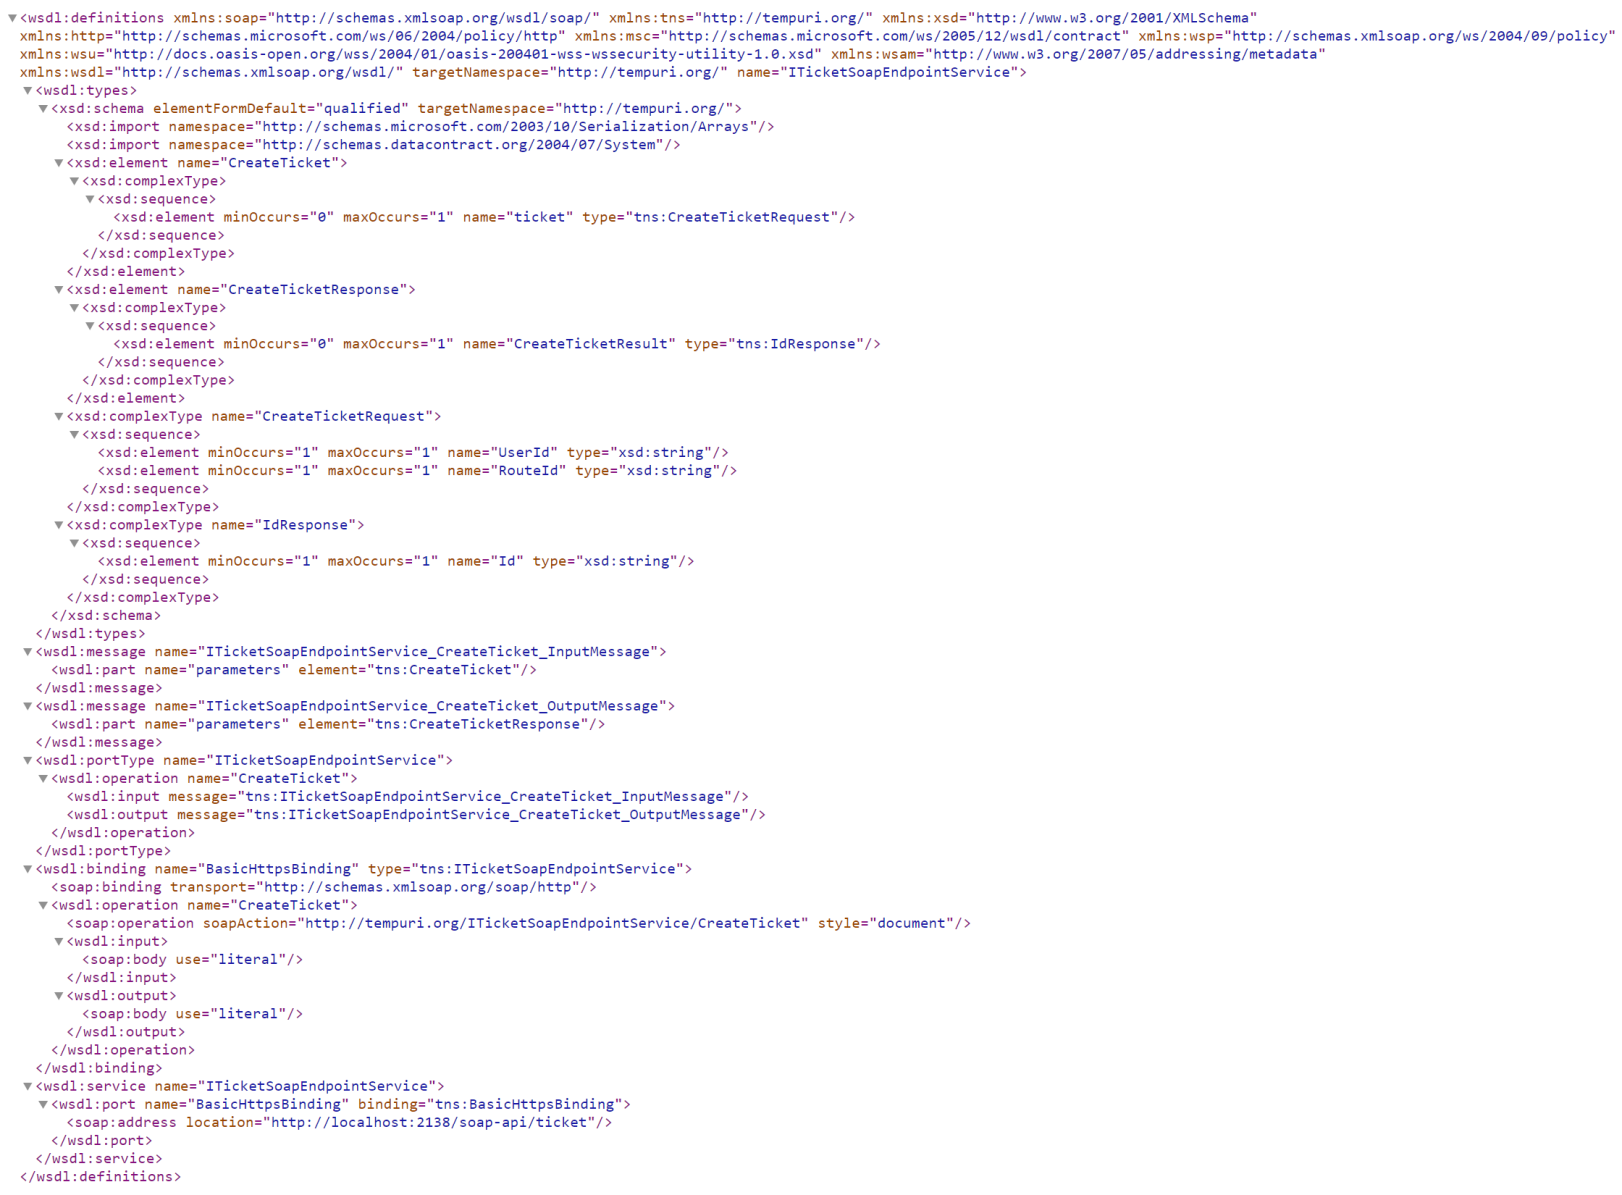 ▼<wsdl:definitions xmlns:soap="http://schemas.xmlsoap.org/wsdl/soap/" xmlns:tns="http://tempuri.org/" xmlns:xsd="http://www.w3.org/2001/XMLSchema"
xmlns:http="http://schemas.microsoft.com/ws/06/2004/policy/http" xmlns:msc="http://schemas.microsoft.com/ws/2005/12/wsdl/contract" xmlns:wsp="http://schemas.xmlsoap.org/ws/2004/09/policy"
xmlns:wsu="http://docs.oasis-open.org/wss/2004/01/oasis-200401-wss-wssecurity-utility-1.0.xsd" xmlns:wsam="http://www.w3.org/2007/05/addressing/metadata"
xmlns:wsdl="http://schemas.xmlsoap.org/wsdl/" targetNamespace="http://tempuri.org/" name="ITicketSoapEndpointService">
▼<wsdl:types>
▼<xsd:schema elementFormDefault="qualified" targetNamespace="http://tempuri.org/">
<xsd:import namespace="http://schemas.microsoft.com/2003/10/Serialization/Arrays"/>
<xsd:import namespace="http://schemas.datacontract.org/2004/07/System"/>
▼<xsd:element name="CreateTicket">
▼<xsd:complexType>
▼<xsd:sequence>
<xsd:element minOccurs="0" maxOccurs="1" name="ticket" type="tns:CreateTicketRequest"/>
</xsd:sequence>
</xsd:complexType>
</xsd:element>
▼<xsd:element name="CreateTicketResponse">
▼<xsd:complexType>
▼<xsd:sequence>
<xsd:element minOccurs="0" maxOccurs="1" name="CreateTicketResult" type="tns:IdResponse"/>
</xsd:sequence>
</xsd:complexType>
</xsd:element>
▼<xsd:complexType name="CreateTicketRequest">
▼<xsd:sequence>
<xsd:element minOccurs="1" maxOccurs="1" name="UserId" type="xsd:string"/>
<xsd:element minOccurs="1" maxOccurs="1" name="RouteId" type="xsd:string"/>
</xsd:sequence>
</xsd:complexType>
▼<xsd:complexType name="IdResponse">
▼<xsd:sequence>
<xsd:element minOccurs="1" maxOccurs="1" name="Id" type="xsd:string"/>
</xsd:sequence>
</xsd:complexType>
</xsd:schema>
</wsdl:types>
▼<wsdl:message name="ITicketSoapEndpointService_CreateTicket_InputMessage">
<wsdl:part name="parameters" element="tns:CreateTicket"/>
</wsdl:message>
▼<wsdl:message name="ITicketSoapEndpointService_CreateTicket_OutputMessage">
<wsdl:part name="parameters" element="tns:CreateTicketResponse"/>
</wsdl:message>
▼<wsdl:portType name="ITicketSoapEndpointService">
▼<wsdl:operation name="CreateTicket">
<wsdl:input message="tns:ITicketSoapEndpointService_CreateTicket_InputMessage"/>
<wsdl:output message="tns:ITicketSoapEndpointService_CreateTicket_OutputMessage"/>
</wsdl:operation>
</wsdl:portType>
▼<wsdl:binding name="BasicHttpsBinding" type="tns:ITicketSoapEndpointService">
<soap:binding transport="http://schemas.xmlsoap.org/soap/http"/>
▼<wsdl:operation name="CreateTicket">
<soap:operation soapAction="http://tempuri.org/ITicketSoapEndpointService/CreateTicket" style="document"/>
▼<wsdl:input>
<soap:body use="literal"/>
</wsdl:input>
▼<wsdl:output>
<soap:body use="literal"/>
</wsdl:output>
</wsdl:operation>
</wsdl:binding>
▼<wsdl:service name="ITicketSoapEndpointService">
▼<wsdl:port name="BasicHttpsBinding" binding="tns:BasicHttpsBinding">
<soap:address location="http://localhost:2138/soap-api/ticket"/>
</wsdl:port>
</wsdl:service>
</wsdl:definitions>